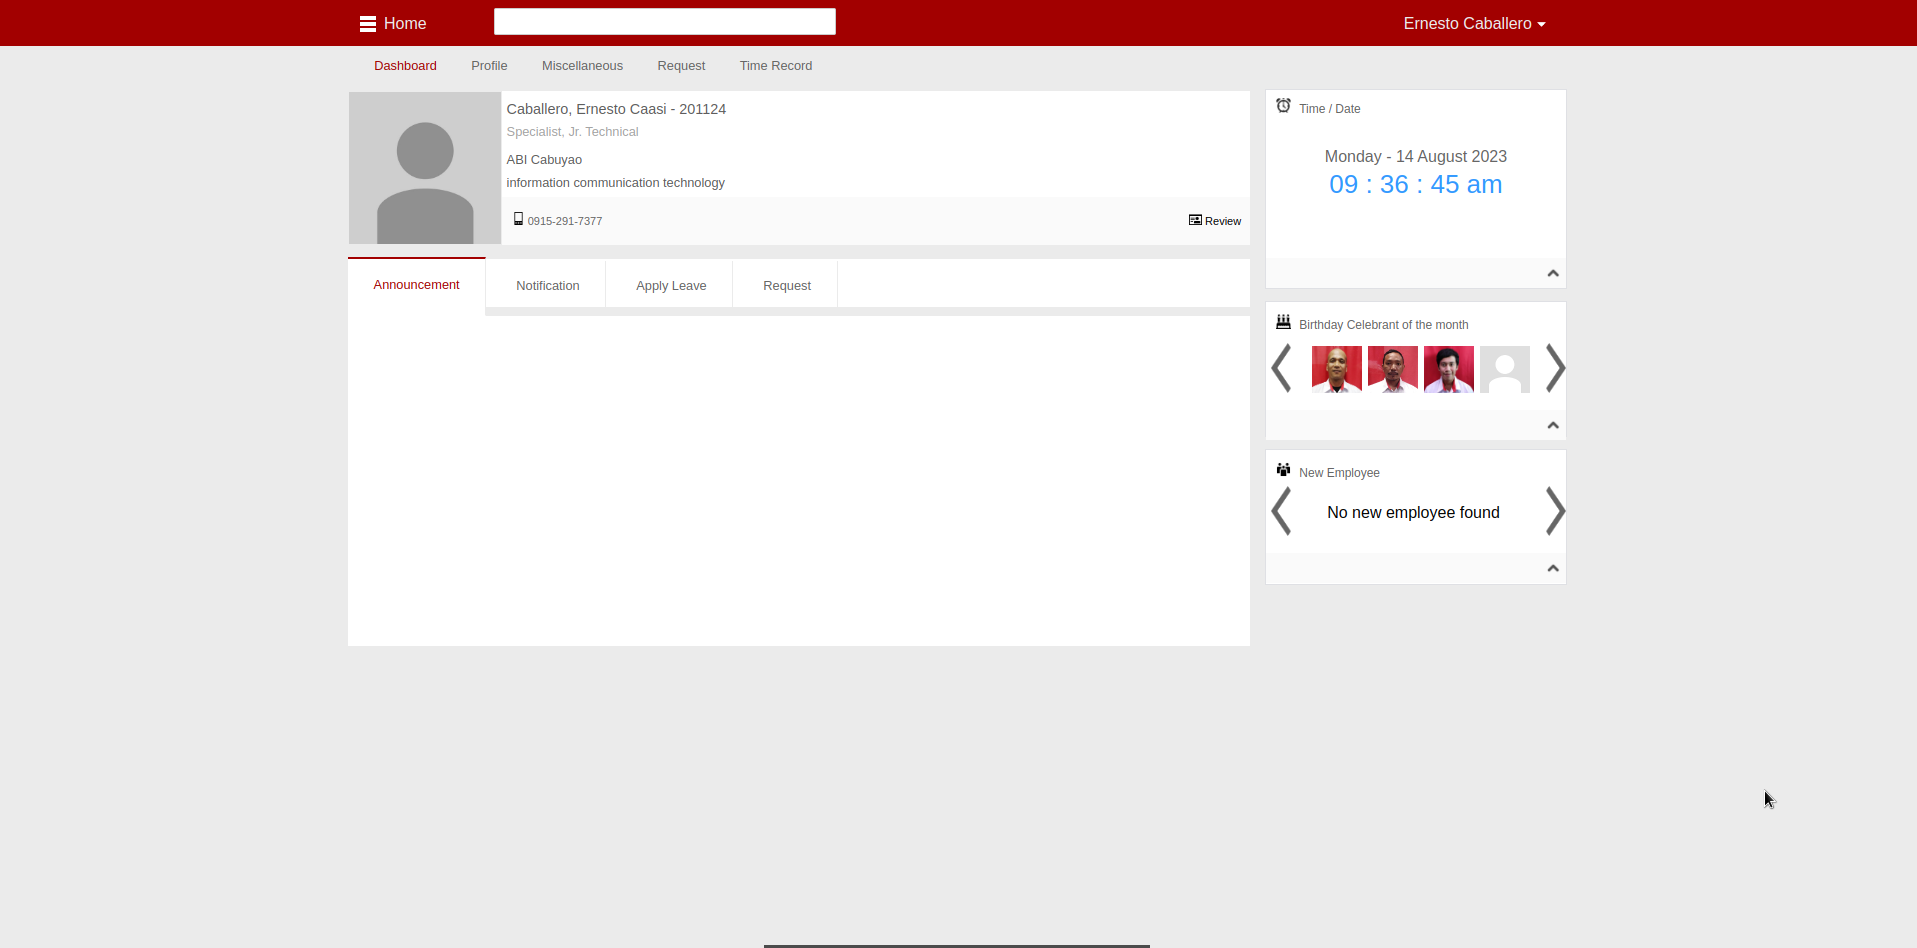 Home
Ernesto Caballero
Dashboard Profile Miscellaneous Request Time Record
Caballero, Ernesto Caasi - 201124
Specialist, Jr. Technical
ABI Cabuyao
information communication technology
0915-291-7377
Review
Announcement Notification Apply Leave Request
Time / Date
Monday - 14 August 2023
09 : 36 : 45 am
Birthday Celebrant of the month
New Employee
No new employee found